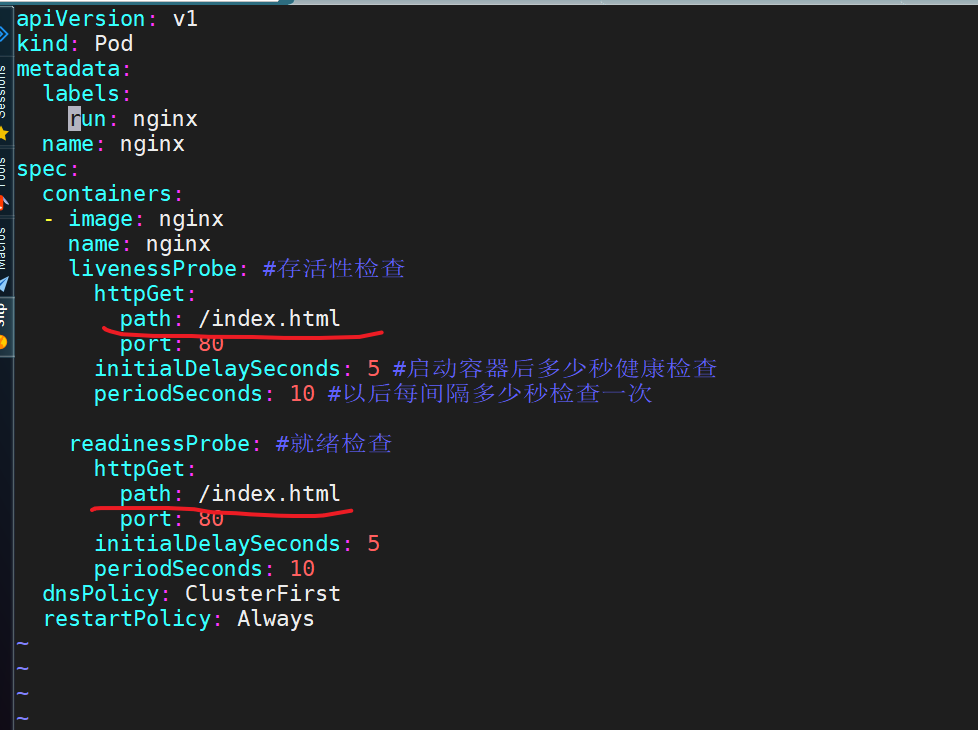 apiVersion: v1
kind: Pod
metadata:
  labels:
    run: nginx
  name: nginx
spec:
  containers:
  - image: nginx
    name: nginx
    livenessProbe: #存活性检查
      httpGet:
        path: /index.html
        port: 80
      initialDelaySeconds: 5 #启动容器后多少秒健康检查
      periodSeconds: 10 #以后每间隔多少秒检查一次

    readinessProbe: #就绪检查
      httpGet:
        path: /index.html
        port: 80
      initialDelaySeconds: 5
      periodSeconds: 10
  dnsPolicy: ClusterFirst
  restartPolicy: Always
~
~
~
~
Sessions
Tools
Macros